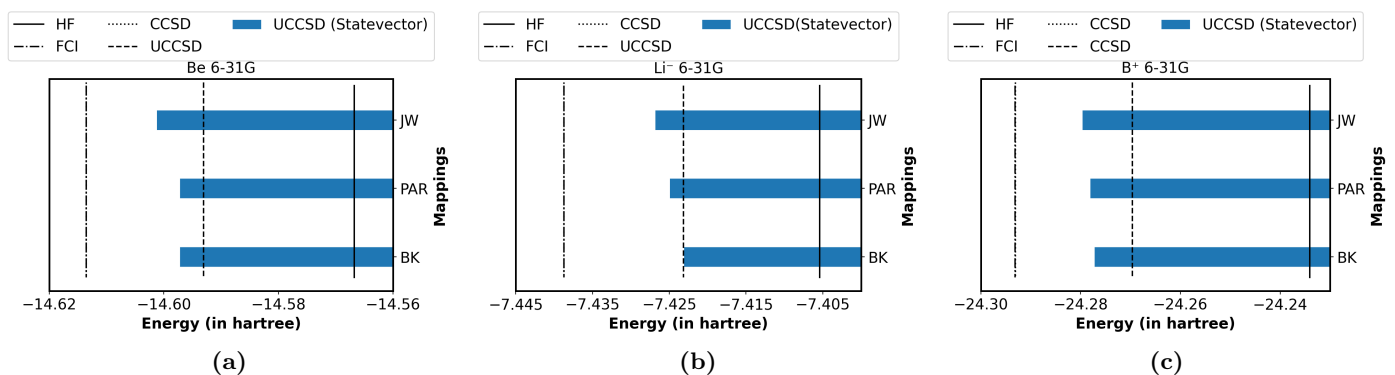 HF
FCI
CCSD
UCCSD
UCCSD (Statevector)
Be 6-31G
JW
PAR
BK
Mappings
−14.62
−14.60
−14.58
−14.56
Energy (in hartree)
(a)
HF
FCI
CCSD
UCCSD
UCCSD(Statevector)
Li⁻ 6-31G
JW
PAR
BK
Mappings
−7.445
−7.435
−7.425
−7.415
−7.405
Energy (in hartree)
(b)
HF
FCI
CCSD
CCSD
UCCSD (Statevector)
B⁺ 6-31G
JW
PAR
BK
Mappings
−24.30
−24.28
−24.26
−24.24
Energy (in hartree)
(c)